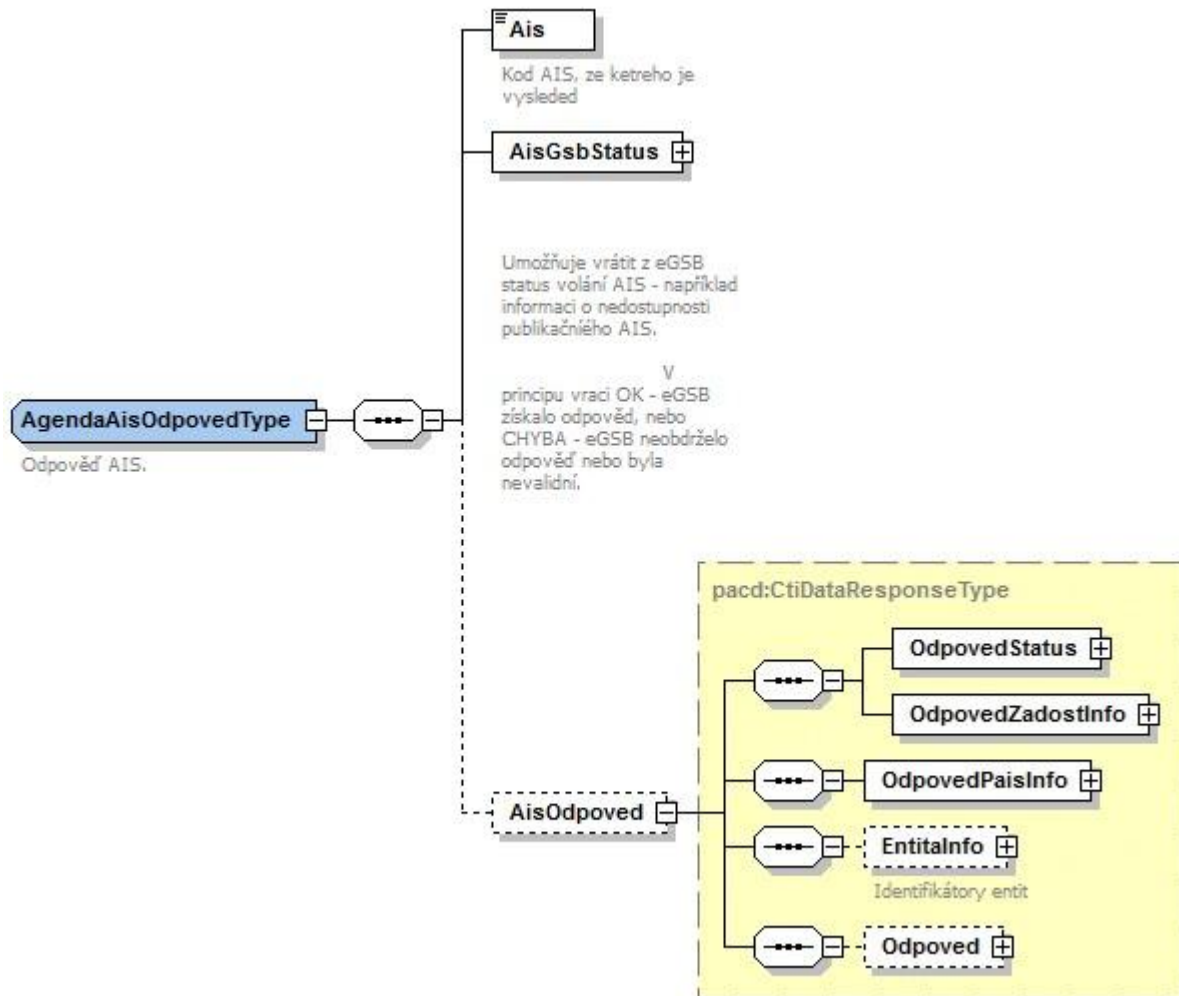 Ais
Kod AIS, ze ketreho je
vysleded
AisGsbStatus
Umožňuje vrátit z eGSB
status volání AIS - například
informaci o nedostupnosti
publikačního AIS.
V
principu vraci OK - eGSB
získalo odpověd, nebo
CHYBA - eGSB neobdrželo
odpověď nebo byla
nevalidní.
AgendaAisOdpovedType
Odpověď AIS.
pacd:CtiDataResponseType
OdpovedStatus
OdpovedZadostInfo
OdpovedPaisInfo
AisOdpoved
EntitaInfo
Identifikátory entit
Odpoved